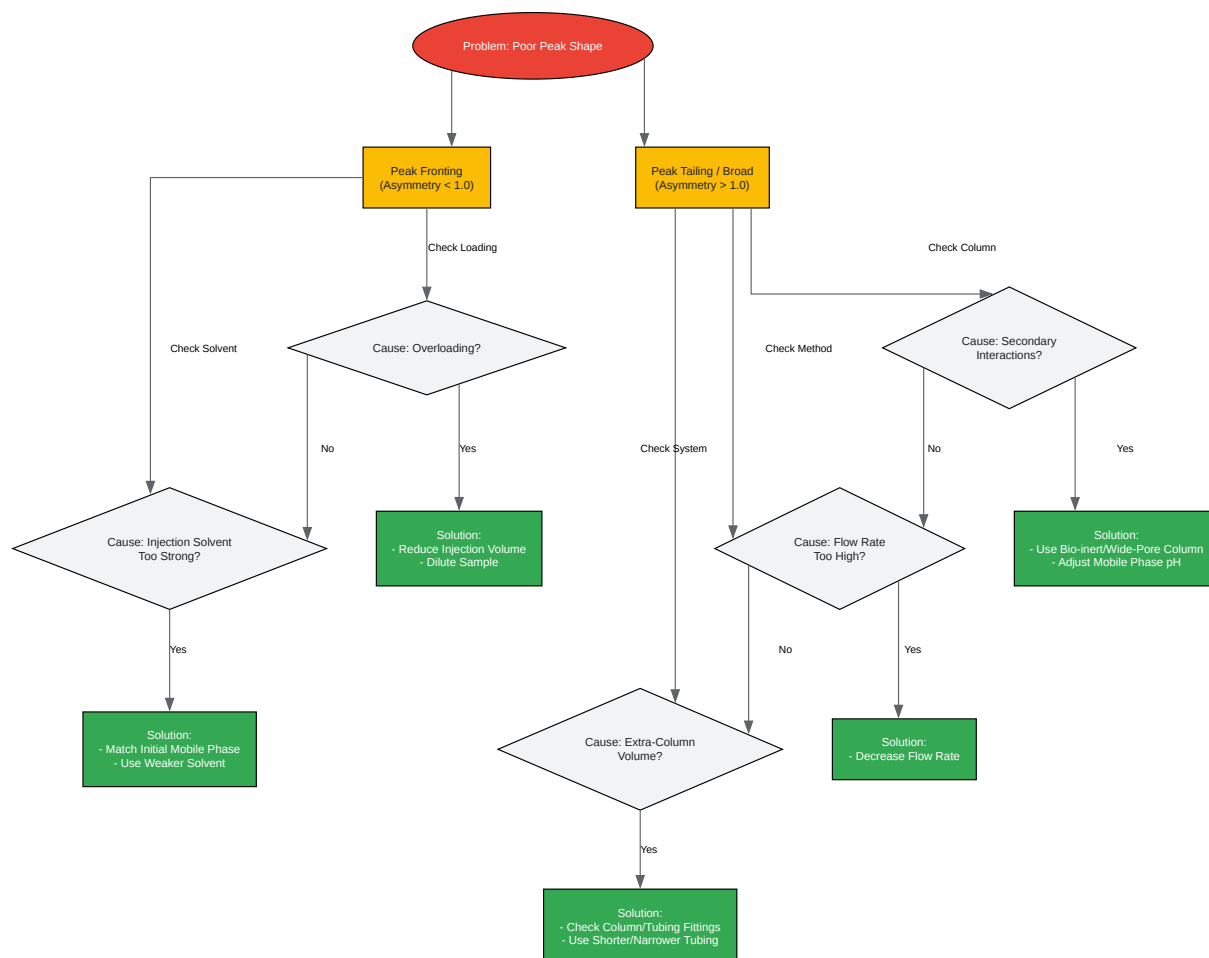 Problem: Poor Peak Shape
Peak Fronting
(Asymmetry < 1.0)
Peak Tailing / Broad
(Asymmetry > 1.0)
Check Loading
Check Column
Check Solvent
Cause: Overloading?
Check Method
Cause: Secondary
Interactions?
No
Yes
Check System
No
Yes
Cause: Injection Solvent
Too Strong?
Solution:
- Reduce Injection Volume
- Dilute Sample
Cause: Flow Rate
Too High?
Solution:
- Use Bio-inert/Wide-Pore Column
- Adjust Mobile Phase pH
Yes
No
Yes
Solution:
- Match Initial Mobile Phase
- Use Weaker Solvent
Cause: Extra-Column
Volume?
Solution:
- Decrease Flow Rate
Yes
Solution:
- Check Column/Tubing Fittings
- Use Shorter/Narrower Tubing